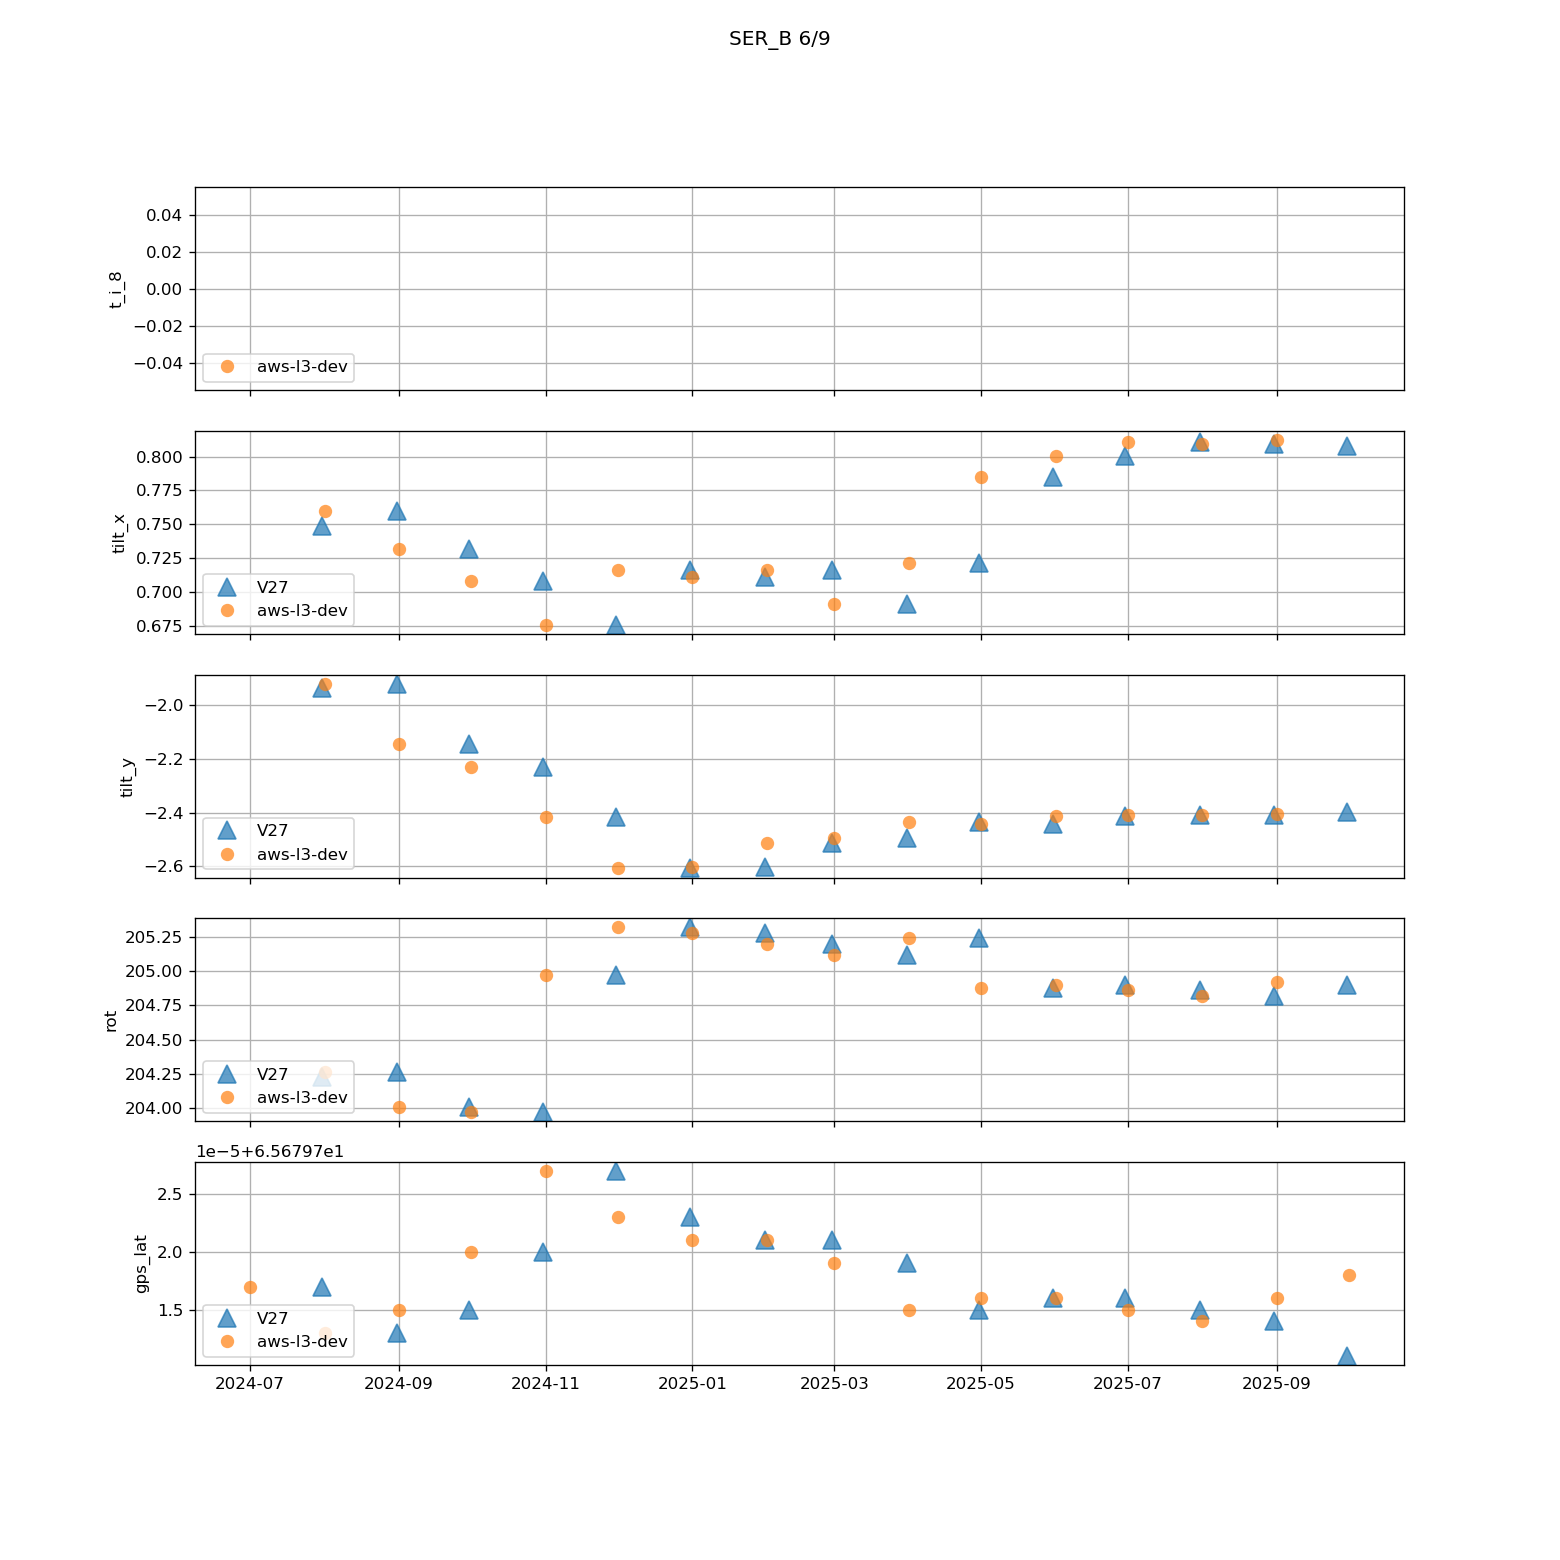 SER_B 6/9
0.04
0.02
0.00
−0.02
−0.04
t_i_8
aws-l3-dev
0.800
0.775
0.750
0.725
0.700
0.675
tilt_x
V27
aws-l3-dev
−2.0
−2.2
−2.4
−2.6
tilt_y
V27
aws-l3-dev
205.25
205.00
204.75
204.50
204.25
204.00
rot
V27
aws-l3-dev
1e−5+6.56797e1
2.5
2.0
1.5
gps_lat
V27
aws-l3-dev
2024-07 2024-09 2024-11 2025-01 2025-03 2025-05 2025-07 2025-09